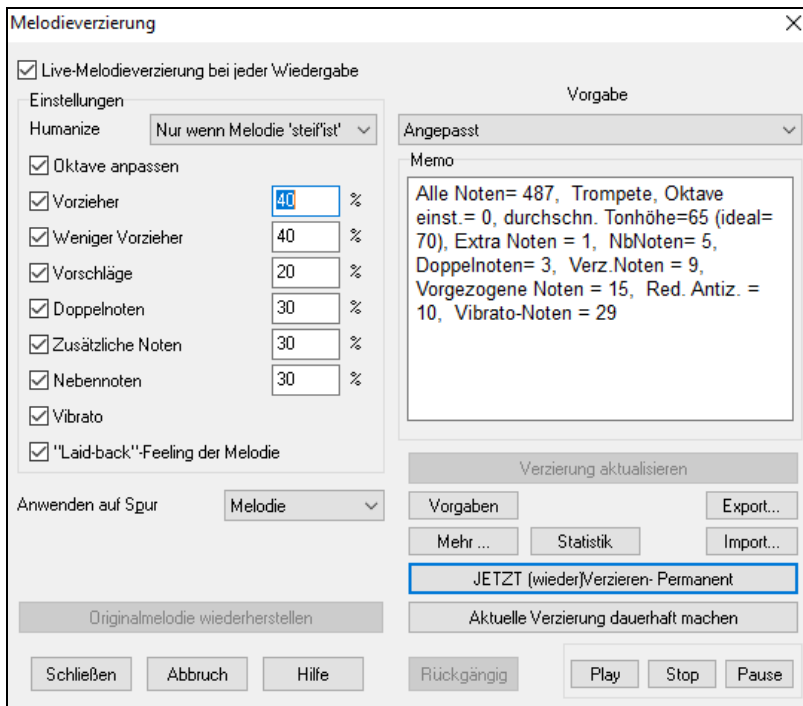 Melodieverzierung
Live-Melodieverzierung bei jeder Wiedergabe
Einstellungen
Humanize Nur wenn Melodie 'steif'ist'
Oktave anpassen
Vorzieher 40 %
Weniger Vorzieher 40 %
Vorschläge 20 %
Doppelnoten 30 %
Zusätzliche Noten 30 %
Nebennoten 30 %
Vibrato
"Laid-back"-Feeling der Melodie
Anwenden auf Spur Melodie
Originalmelodie wiederherstellen
Schließen Abbruch Hilfe
Vorgabe
Angepasst
Memo
Alle Noten= 487, Trompete, Oktave
einst.= 0, durchschn. Tonhöhe=65 (ideal=
70), Extra Noten = 1, NbNoten= 5,
Doppelnoten= 3, Verz.Noten = 9,
Vorgezogene Noten = 15, Red. Antiz. =
10, Vibrato-Noten = 29
Verzierung aktualisieren
Vorgaben Export...
Mehr ... Statistik Import...
JETZT (wieder)Verzieren- Permanent
Aktuelle Verzierung dauerhaft machen
Rückgängig Play Stop Pause